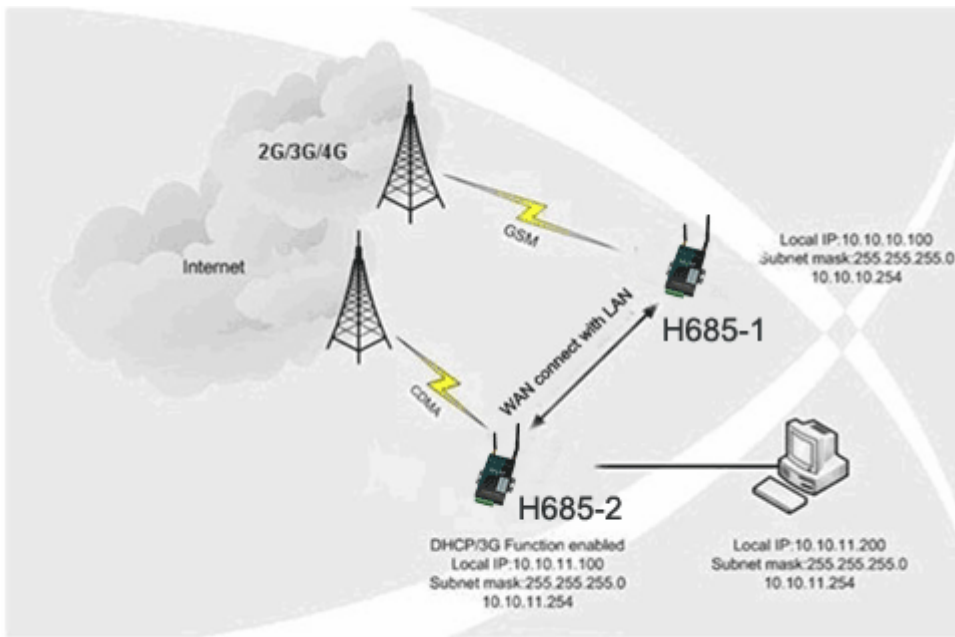 2G/3G/4G
Internet
GSM
Local IP:10.10.10.100
Subnet mask:255.255.255.0
10.10.10.254
H685-1
WAN connect with LAN
CDMA
H685-2
DHCP/3G Function enabled
Local IP:10.10.11.100
Subnet mask:255.255.255.0
10.10.11.254
Local IP:10.10.11.200
Subnet mask:255.255.255.0
10.10.11.254